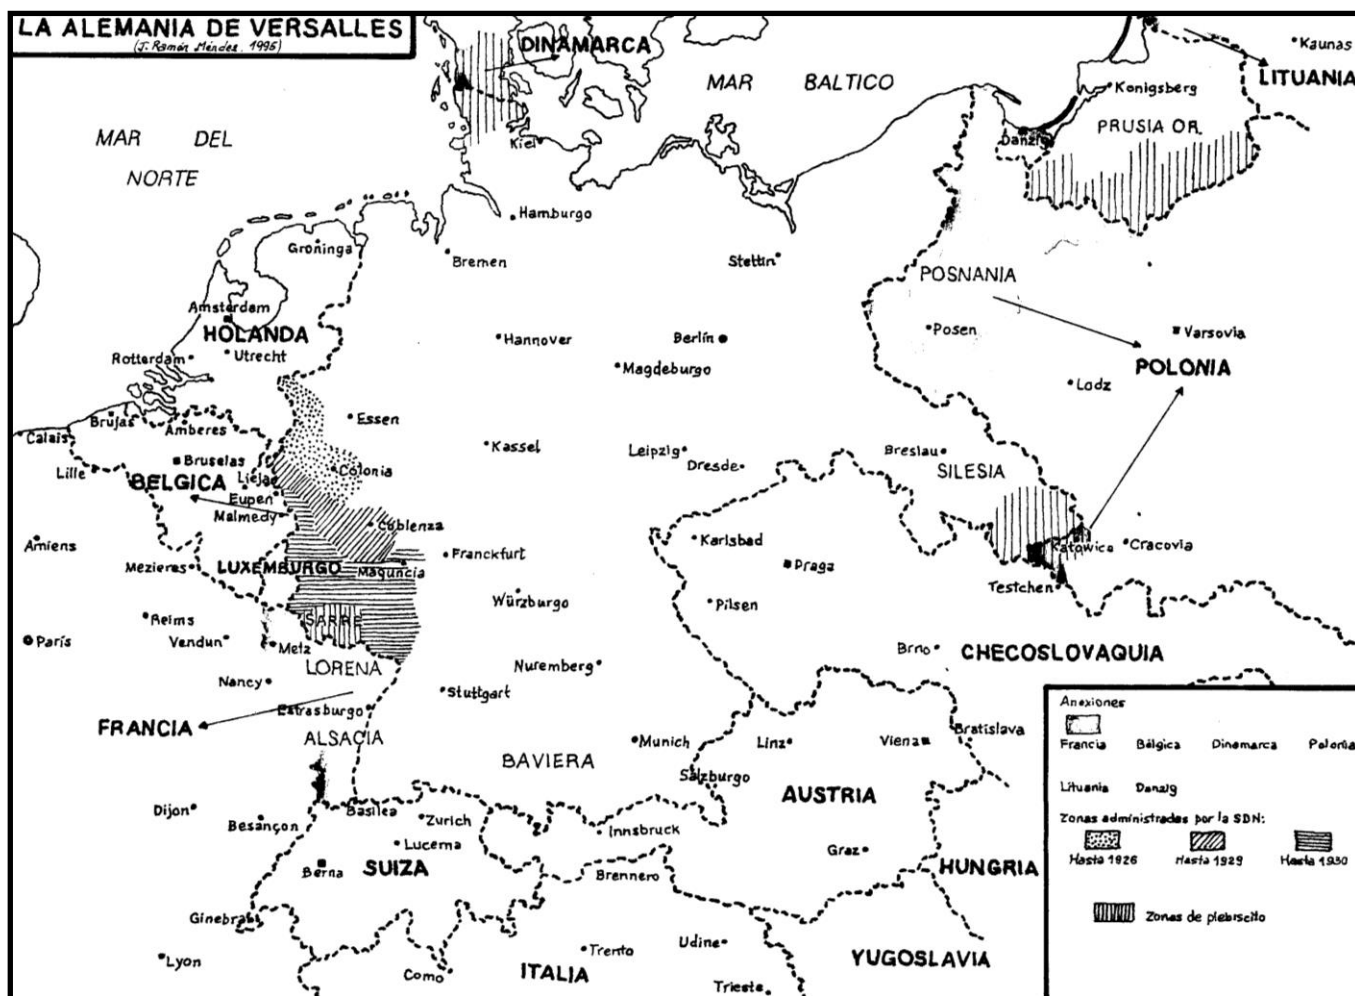 LA ALEMANIA DE VERSALLES
(J. Ramón Méndez. 1995)
DINAMARCA
MAR BALTICO
Kaunas
LITUANIA
Konigsberg
PRUSIA OR.
Danzig
MAR DEL
NORTE
Kiel
Hamburgo
Groninga
Bremen
Stettin
POSNANIA
Amsterdam
HOLANDA
Utrecht
Rotterdam
Hannover
Berlín
Posen
Varsovia
Magdeburgo
POLONIA
Lodz
Essen
Brujas
Amberes
Calais
Kassel
Leipzig
Dresde
Breslau
SILESIA
Bruselas
Lille
BELGICA
Lieja
Colonia
Eupen
Malmedy
Coblenza
Amiens
Karlsbad
Katowice
Cracovia
Mezieres
LUXEMBURGO
Maguncia
Franckfurt
Praga
Testchen
Würzburgo
Pilsen
Reims
SARRE
París
Vendun
Metz
LORENA
Nuremberg
Brno
CHECOSLOVAQUIA
Nancy
Stuttgart
Estrasburgo
FRANCIA
ALSACIA
Munich
Linz
Viena
Bratislava
BAVIERA
Salzburgo
AUSTRIA
Dijon
Besançon
Basilea
Zurich
Innsbruck
Lucerna
Graz
Berna
SUIZA
Brennero
HUNGRIA
Ginebra
Lyon
Como
ITALIA
Trento
Udine
Trieste
YUGOSLAVIA
Anexiones
Francia Bélgica Dinamarca Polonia
Lituania Danzig
Zonas administradas por la SDN:
Hasta 1926 Hasta 1929 Hasta 1930
Zonas de plebiscito